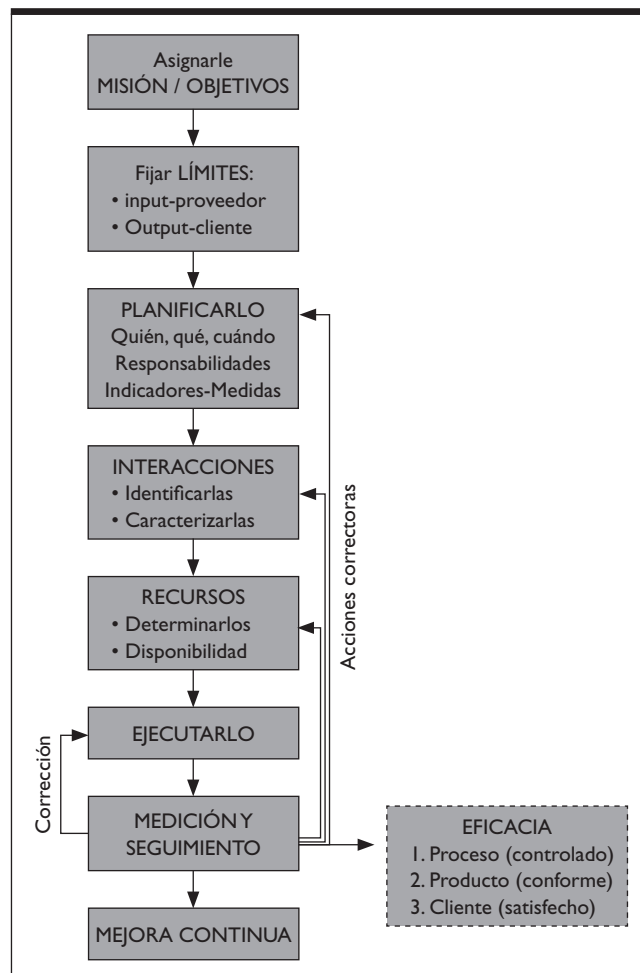 Asignarle
MISIÓN / OBJETIVOS
Fijar LÍMITES:
• input-proveedor
• Output-cliente
PLANIFICARLO
Quién, qué, cuándo
Responsabilidades
Indicadores-Medidas
INTERACCIONES
• Identificarlas
• Caracterizarlas
Acciones correctoras
RECURSOS
• Determinarlos
• Disponibilidad
EJECUTARLO
Corrección
MEDICIÓN Y
SEGUIMIENTO
EFICACIA
1. Proceso (controlado)
2. Producto (conforme)
3. Cliente (satisfecho)
MEJORA CONTINUA